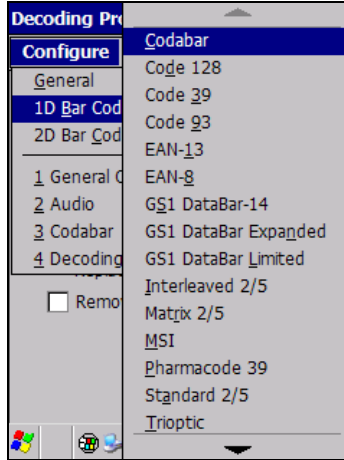 Decoding Pr
Configure
General
1D Bar Cod
2D Bar Cod
1 General
2 Audio
3 Codabar
4 Decoding
Remo
Codabar
Code 128
Code 39
Code 93
EAN-13
EAN-8
GS1 DataBar-14
GS1 DataBar Expanded
GS1 DataBar Limited
Interleaved 2/5
Matrix 2/5
MSI
Pharmacode 39
Standard 2/5
Trioptic